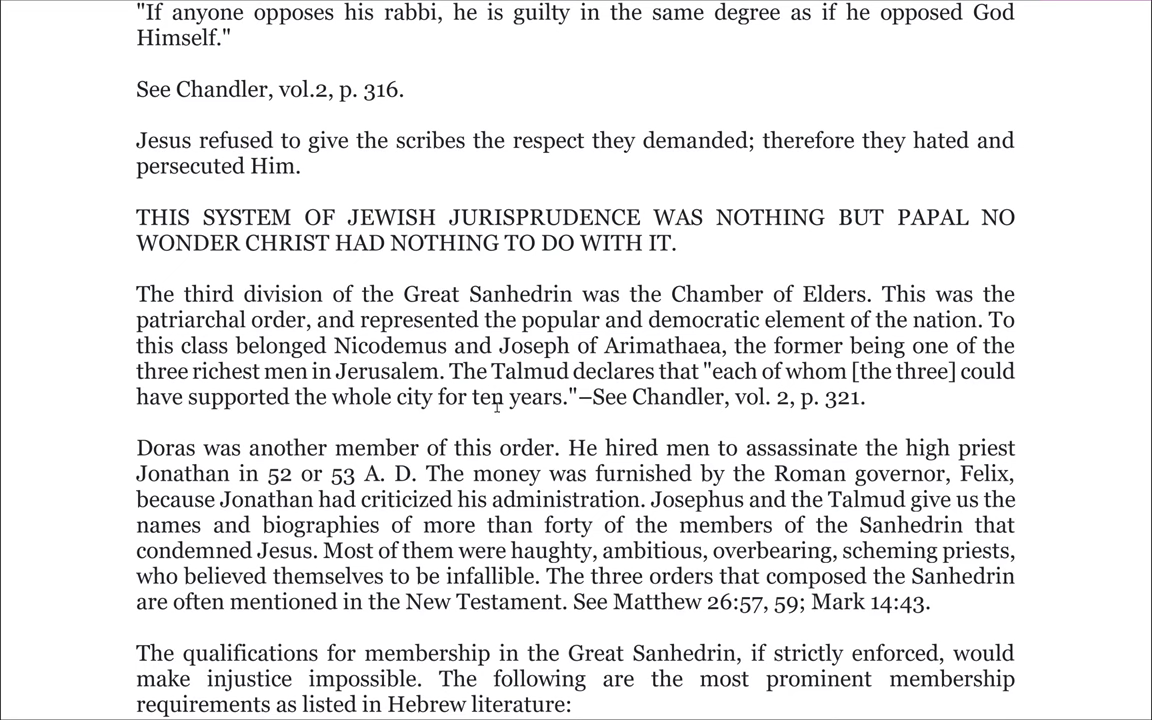 "If anyone opposes his rabbi, he is guilty in the same degree as if he opposed God
Himself."
See Chandler, vol.2, p. 316.
Jesus refused to give the scribes the respect they demanded; therefore they hated and
persecuted Him.
THIS SYSTEM OF JEWISH JURISPRUDENCE WAS NOTHING BUT PAPAL NO
WONDER CHRIST HAD NOTHING TO DO WITH IT.
The third division of the Great Sanhedrin was the Chamber of Elders. This was the
patriarchal order, and represented the popular and democratic element of the nation. To
this class belonged Nicodemus and Joseph of Arimathaea, the former being one of the
three richest men in Jerusalem. The Talmud declares that "each of whom [the three] could
have supported the whole city for ten years."–See Chandler, vol. 2, p. 321.
Doras was another member of this order. He hired men to assassinate the high priest
Jonathan in 52 or 53 A. D. The money was furnished by the Roman governor, Felix,
because Jonathan had criticized his administration. Josephus and the Talmud give us the
names and biographies of more than forty of the members of the Sanhedrin that
condemned Jesus. Most of them were haughty, ambitious, overbearing, scheming priests,
who believed themselves to be infallible. The three orders that composed the Sanhedrin
are often mentioned in the New Testament. See Matthew 26:57, 59; Mark 14:43.
The qualifications for membership in the Great Sanhedrin, if strictly enforced, would
make injustice impossible. The following are the most prominent membership
requirements as listed in Hebrew literature: